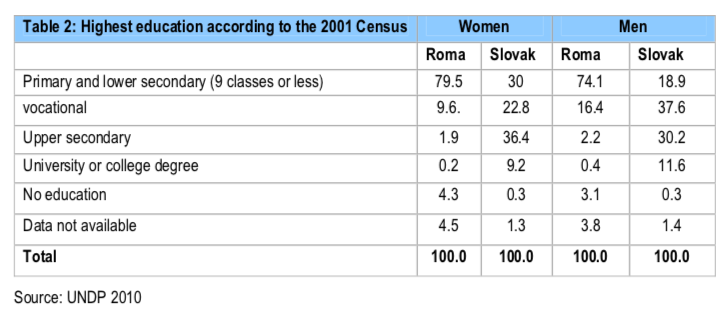 Table 2: Highest education according to the 2001 Census Women Men
Roma Slovak Roma Slovak
Primary and lower secondary (9 classes or less) 79.5 30 74.1 18.9
vocational 9.6. 22.8 16.4 37.6
Upper secondary 1.9 36.4 2.2 30.2
University or college degree 0.2 9.2 0.4 11.6
No education 4.3 0.3 3.1 0.3
Data not available 4.5 1.3 3.8 1.4
Total 100.0 100.0 100.0 100.0
Source: UNDP 2010